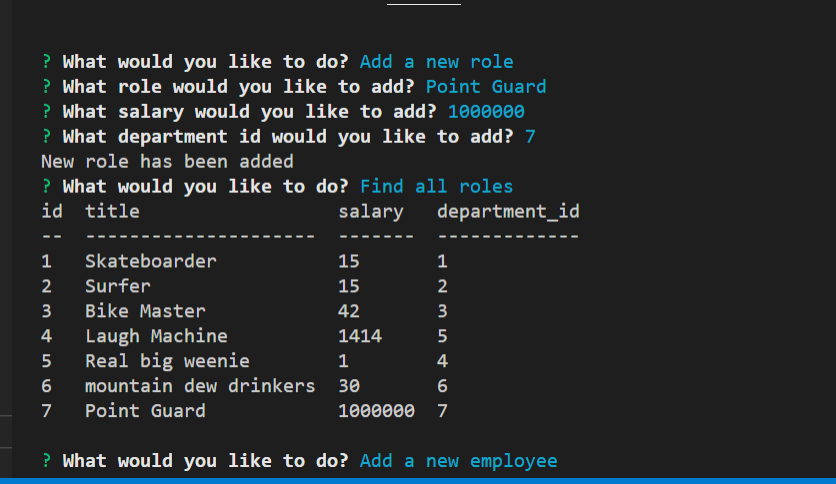 ? What would you like to do? Add a new role
? What role would you like to add? Point Guard
? What salary would you like to add? 1000000
? What department id would you like to add? 7
New role has been added
? What would you like to do? Find all roles
id  title                  salary   department_id
--  ---------------------  -------  -------------
1   Skateboarder           15       1
2   Surfer                 15       2
3   Bike Master            42       3
4   Laugh Machine          1414     5
5   Real big weenie        1        4
6   mountain dew drinkers  30       6
7   Point Guard            1000000  7
? What would you like to do? Add a new employee